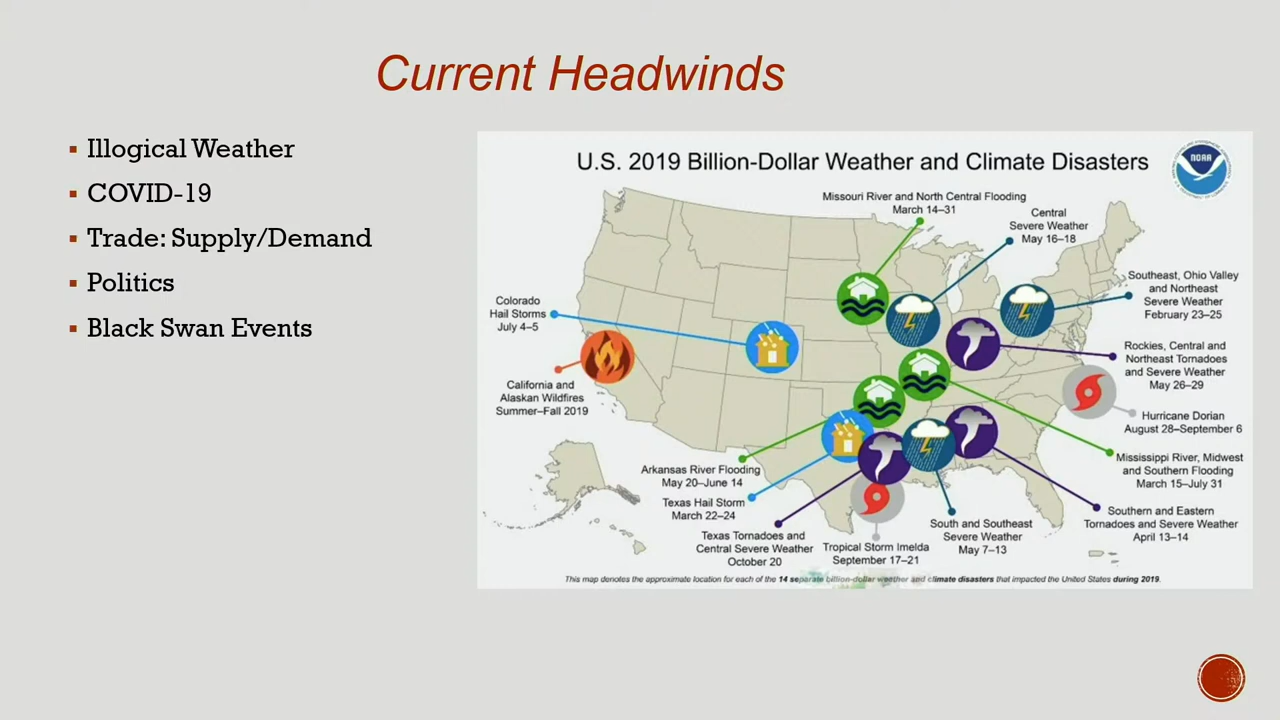 Current Headwinds
Illogical Weather
COVID-19
Trade: Supply/Demand
Politics
Black Swan Events
U.S. 2019 Billion-Dollar Weather and Climate Disasters
NOAA
Missouri River and North Central Flooding
March 14–31
Central
Severe Weather
May 16–18
Southeast, Ohio Valley
and Northeast
Severe Weather
February 23–25
Colorado
Hail Storms
July 4–5
Rockies, Central and
Northeast Tornadoes
and Severe Weather
May 26–29
California and
Alaskan Wildfires
Summer–Fall 2019
Hurricane Dorian
August 28–September 6
Arkansas River Flooding
May 20–June 14
Mississippi River, Midwest
and Southern Flooding
March 15–July 31
Texas Hail Storm
March 22–24
Southern and Eastern
Tornadoes and Severe Weather
April 13–14
Texas Tornadoes and
Central Severe Weather
October 20
Tropical Storm Imelda
September 17–21
South and Southeast
Severe Weather
May 7–13
This map denotes the approximate location for each of the 14 separate billion-dollar weather and climate disasters that impacted the United States during 2019.